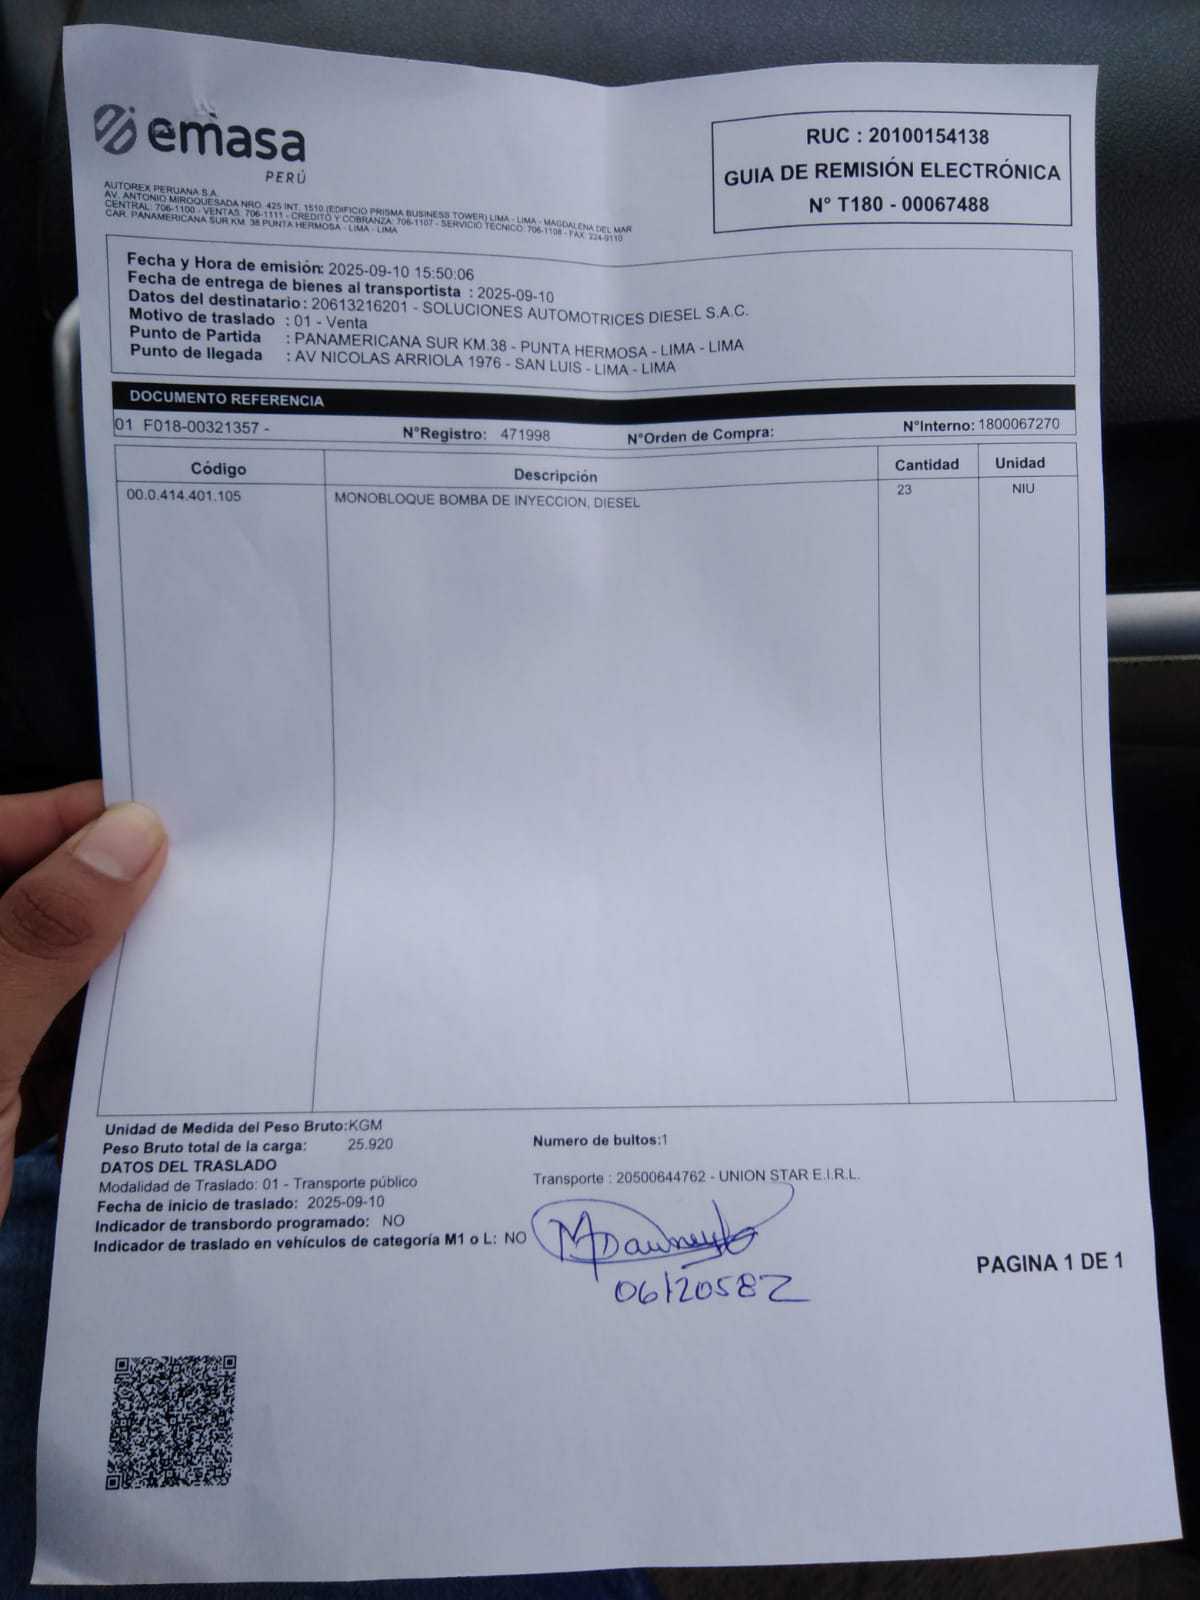 emasa
PERÚ
AUTOREX PERUANA S.A.
AV. ANTONIO MIROQUESADA NRO. 425 INT. 1510 (EDIFICIO PRISMA BUSINESS TOWER) LIMA - LIMA - MAGDALENA DEL MAR
CENTRAL: 706-1100 - VENTAS: 706-1111 - CREDITO Y COBRANZA: 706-1107 - SERVICIO TECNICO: 706-1108 - FAX: 224-9110
CAR. PANAMERICANA SUR KM. 38 PUNTA HERMOSA - LIMA - LIMA
RUC : 20100154138
GUIA DE REMISIÓN ELECTRÓNICA
N° T180 - 00067488
Fecha y Hora de emisión: 2025-09-10 15:50:06
Fecha de entrega de bienes al transportista : 2025-09-10
Datos del destinatario : 20613216201 - SOLUCIONES AUTOMOTRICES DIESEL S.A.C.
Motivo de traslado : 01 - Venta
Punto de Partida : PANAMERICANA SUR KM.38 - PUNTA HERMOSA - LIMA - LIMA
Punto de llegada : AV NICOLAS ARRIOLA 1976 - SAN LUIS - LIMA - LIMA
DOCUMENTO REFERENCIA
01 F018-00321357 - N°Registro: 471998 N°Orden de Compra: N°Interno: 1800067270
Código Descripción Cantidad Unidad
00.0.414.401.105 MONOBLOQUE BOMBA DE INYECCION, DIESEL 23 NIU
Unidad de Medida del Peso Bruto:KGM
Peso Bruto total de la carga: 25.920 Numero de bultos:1
DATOS DEL TRASLADO
Modalidad de Traslado: 01 - Transporte público Transporte : 20500644762 - UNION STAR E.I.R.L.
Fecha de inicio de traslado: 2025-09-10
Indicador de transbordo programado: NO
Indicador de traslado en vehículos de categoría M1 o L: NO
06120582
PAGINA 1 DE 1